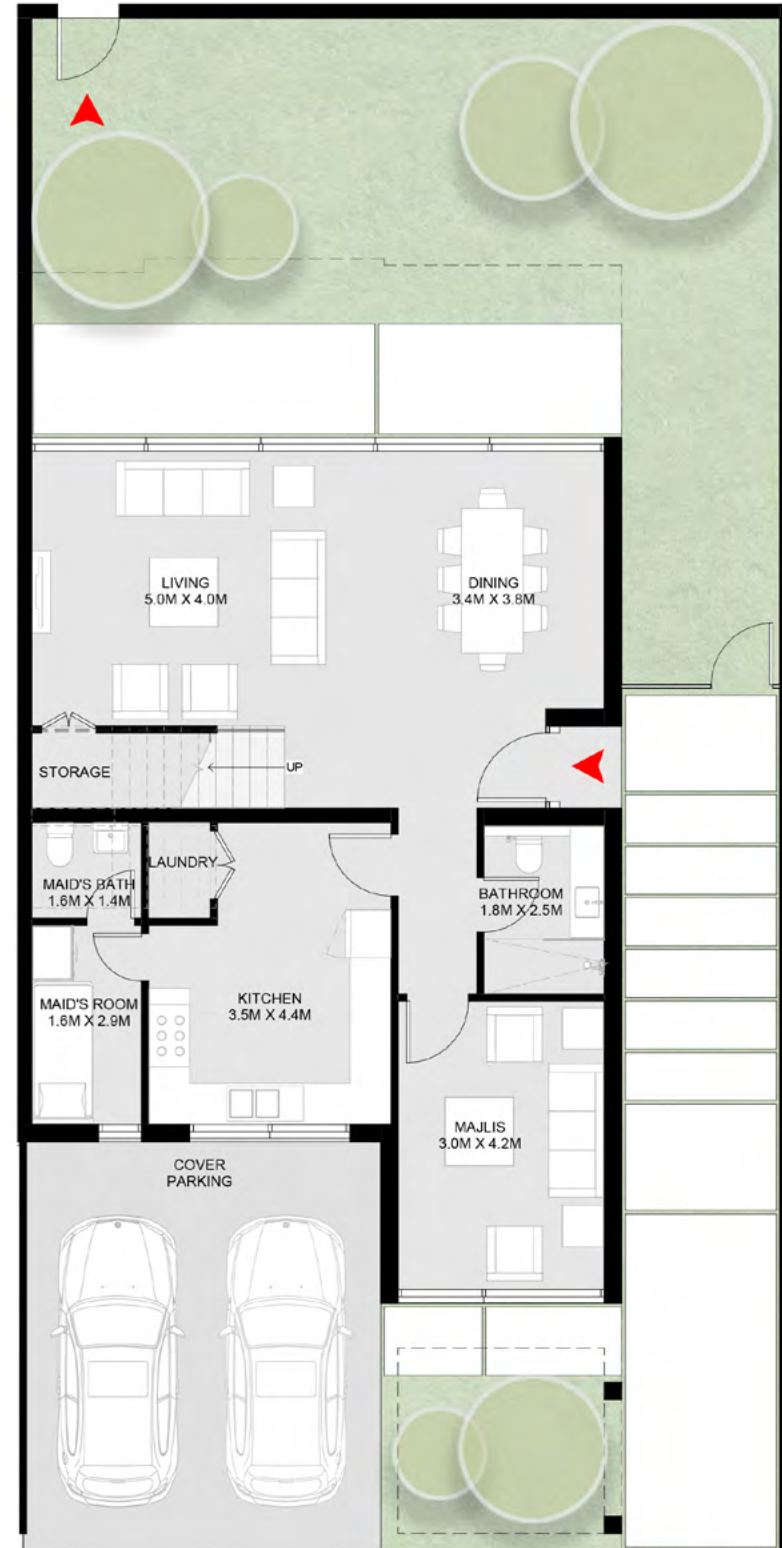 LIVING
5.0M X 4.0M
DINING
3.4M X 3.8M
STORAGE
UP
MAID'S BATH
1.6M X 1.4M
LAUNDRY
BATHROOM
1.8M X 2.5M
MAID'S ROOM
1.6M X 2.9M
KITCHEN
3.5M X 4.4M
MAJLIS
3.0M X 4.2M
COVER
PARKING